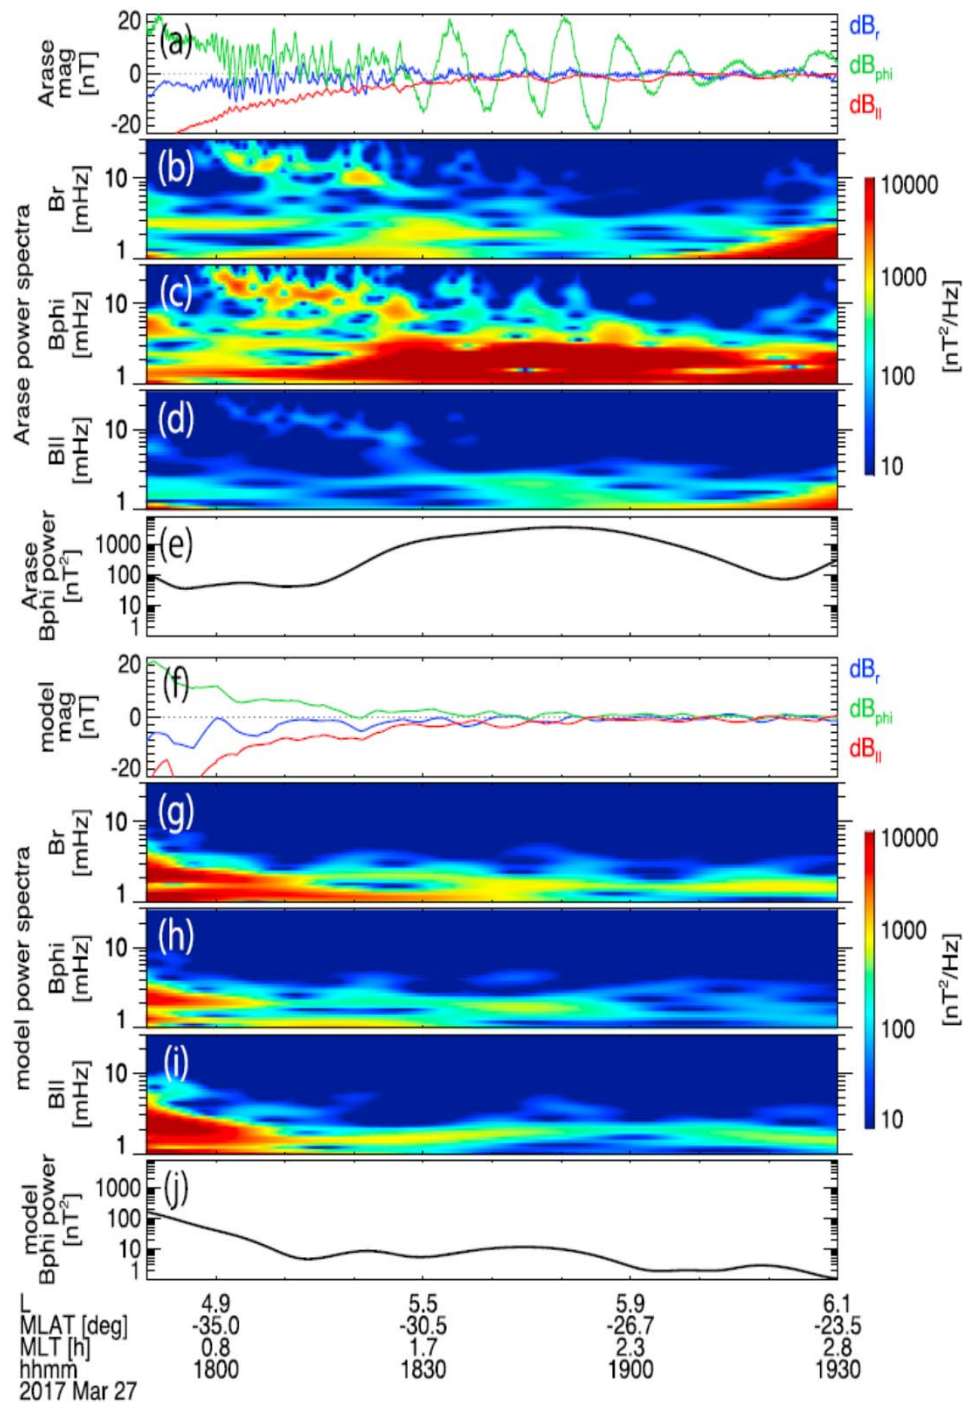 (a)
20
0
-20
Arase
mag
[nT]
dBr
dBphi
dBII
(b)
10
1
Br
[mHz]
(c)
10
1
Bphi
[mHz]
(d)
10
1
BII
[mHz]
Arase power spectra
10000
1000
100
10
[nT²/Hz]
(e)
1000
100
10
1
Arase
Bphi power
[nT²]
(f)
20
0
-20
model
mag
[nT]
dBr
dBphi
dBII
(g)
10
1
Br
[mHz]
(h)
10
1
Bphi
[mHz]
(i)
10
1
BII
[mHz]
model power spectra
10000
1000
100
10
[nT²/Hz]
(j)
1000
100
10
1
model
Bphi power
[nT²]
L 4.9 5.5 5.9 6.1
MLAT [deg] -35.0 -30.5 -26.7 -23.5
MLT [h] 0.8 1.7 2.3 2.8
hhmm 1800 1830 1900 1930
2017 Mar 27